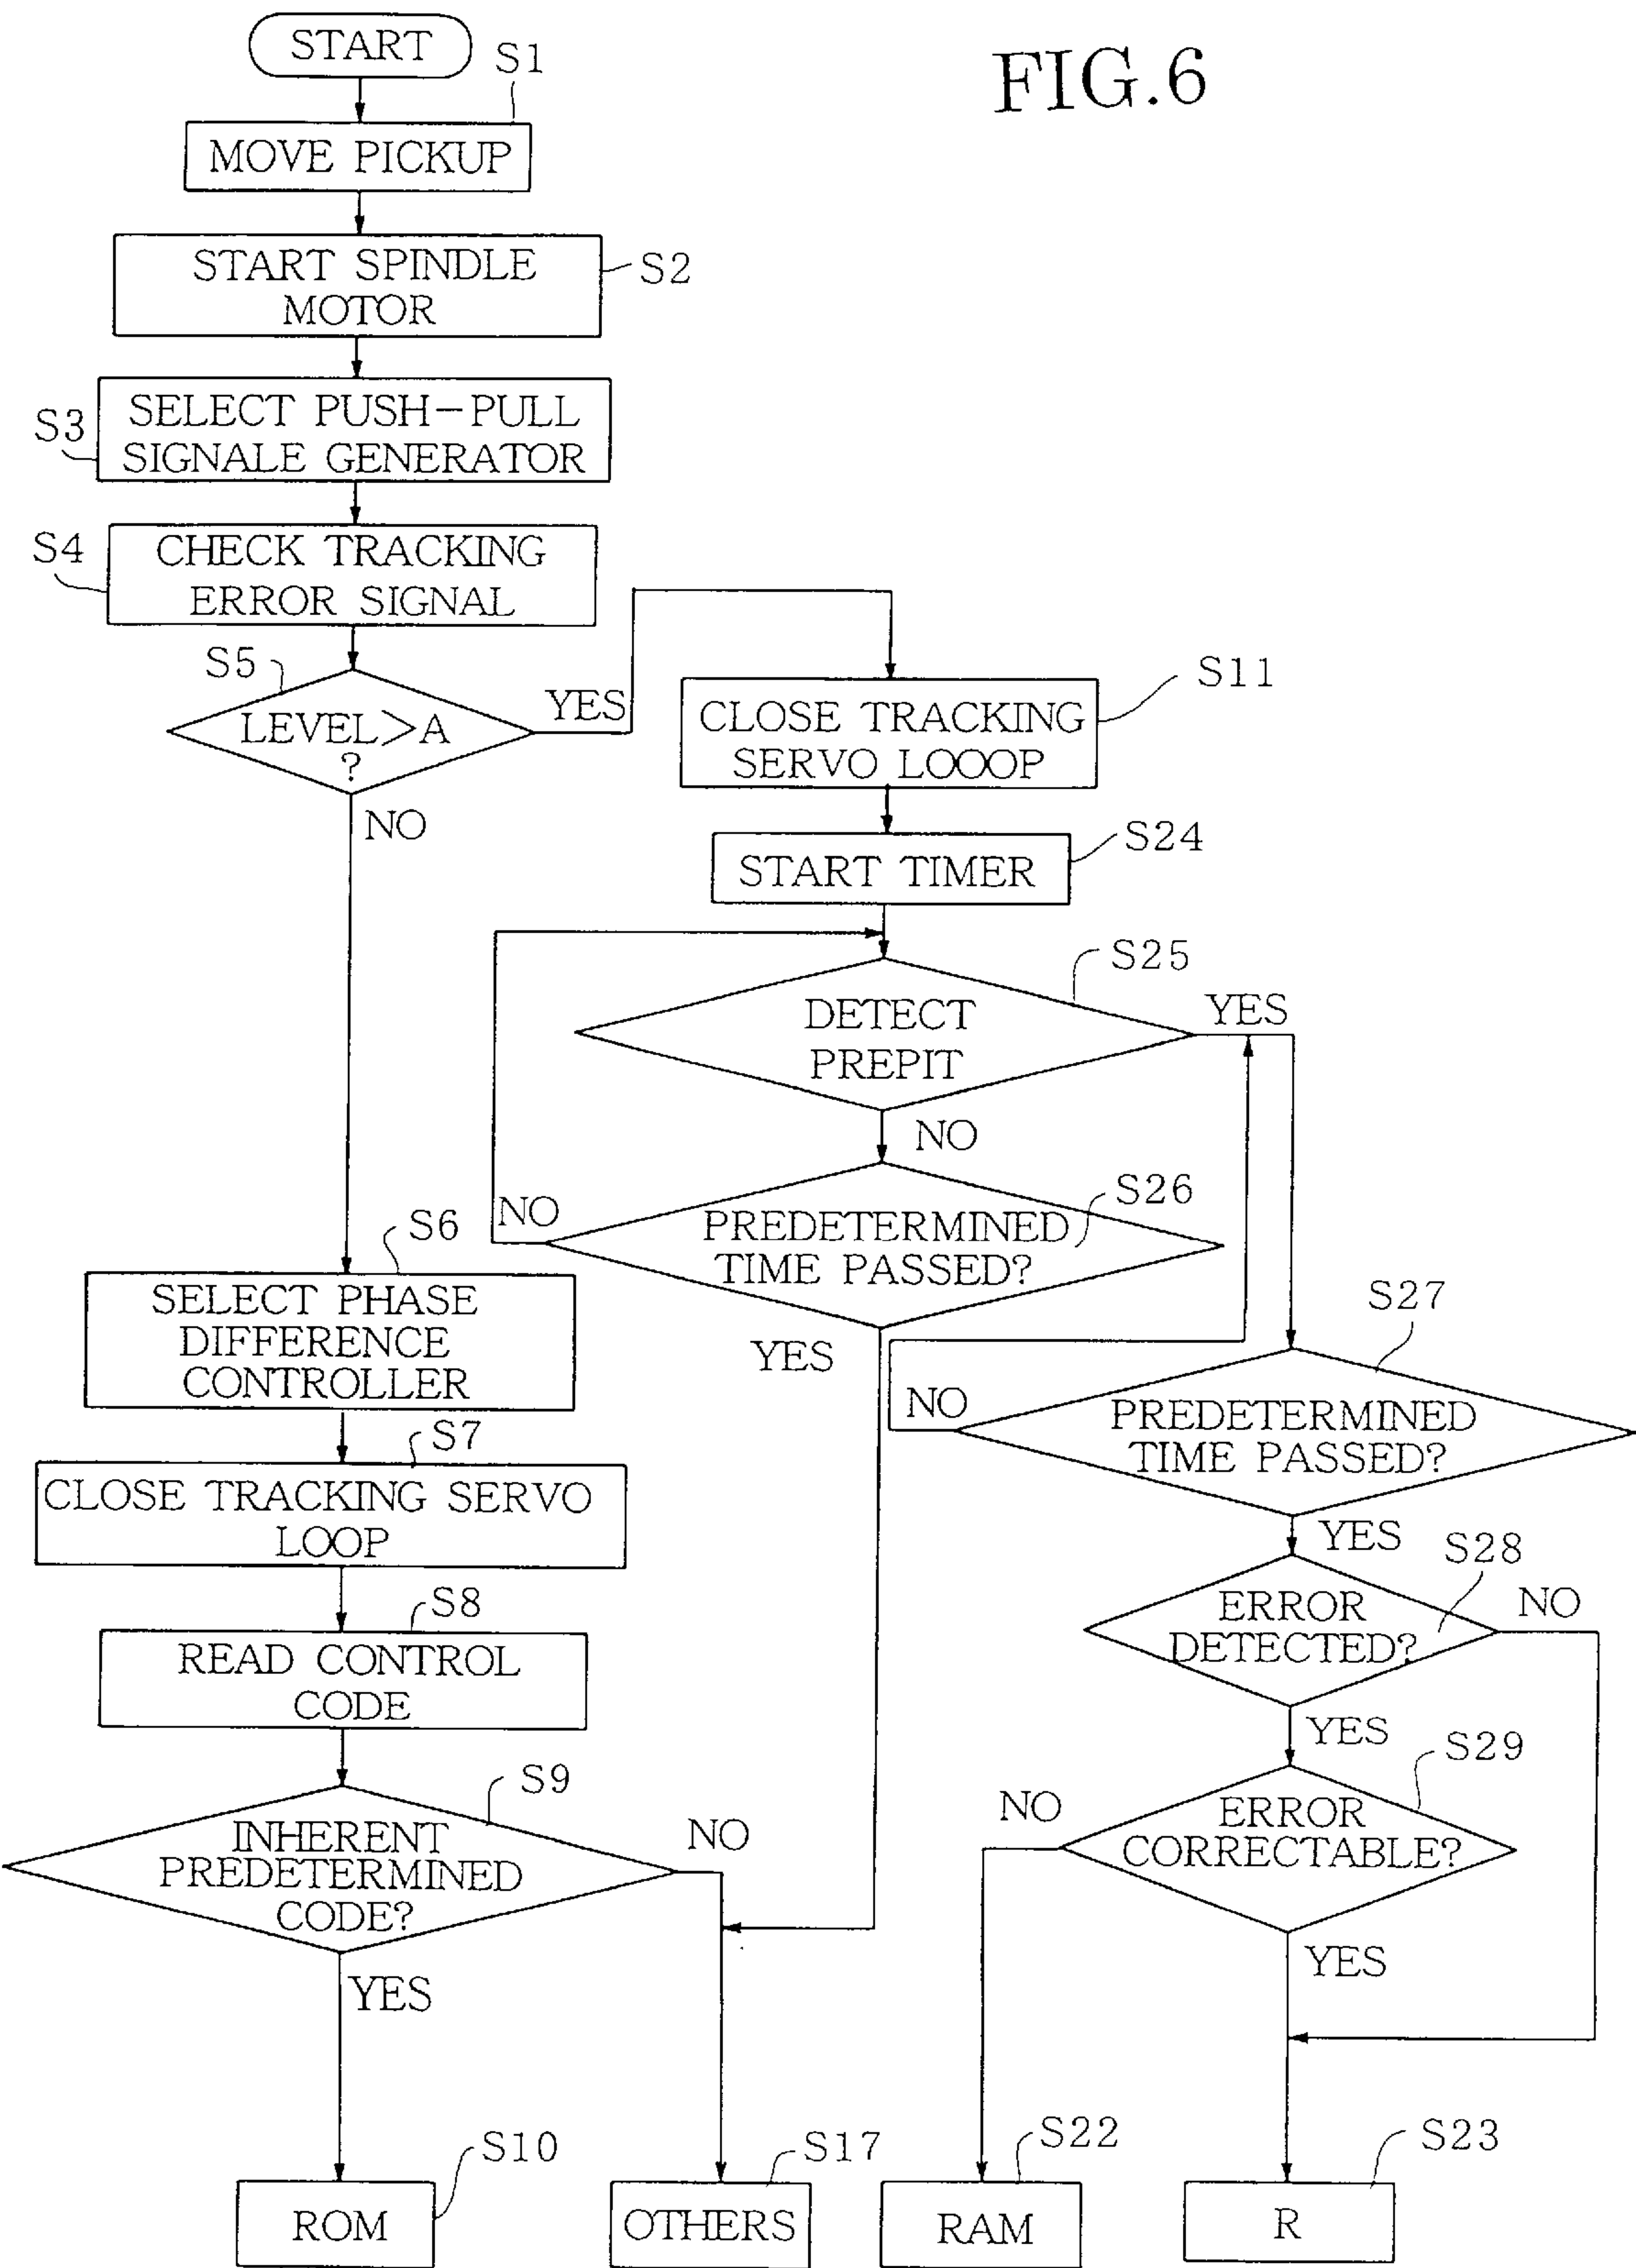 FIG.6
START
S1
MOVE PICKUP
START SPINDLE
MOTOR
S2
S3
SELECT PUSH-PULL
SIGNALE GENERATOR
S4
CHECK TRACKING
ERROR SIGNAL
S5
LEVEL>A
?
YES
NO
S11
CLOSE TRACKING
SERVO LOOOP
S24
START TIMER
S25
DETECT
PREPIT
YES
NO
S26
PREDETERMINED
TIME PASSED?
NO
YES
S6
SELECT PHASE
DIFFERENCE
CONTROLLER
S27
PREDETERMINED
TIME PASSED?
NO
YES
S7
CLOSE TRACKING SERVO
LOOP
S28
ERROR
DETECTED?
NO
YES
S8
READ CONTROL
CODE
S29
ERROR
CORRECTABLE?
NO
YES
S9
INHERENT
PREDETERMINED
CODE?
NO
YES
S10
ROM
S17
OTHERS
S22
RAM
S23
R